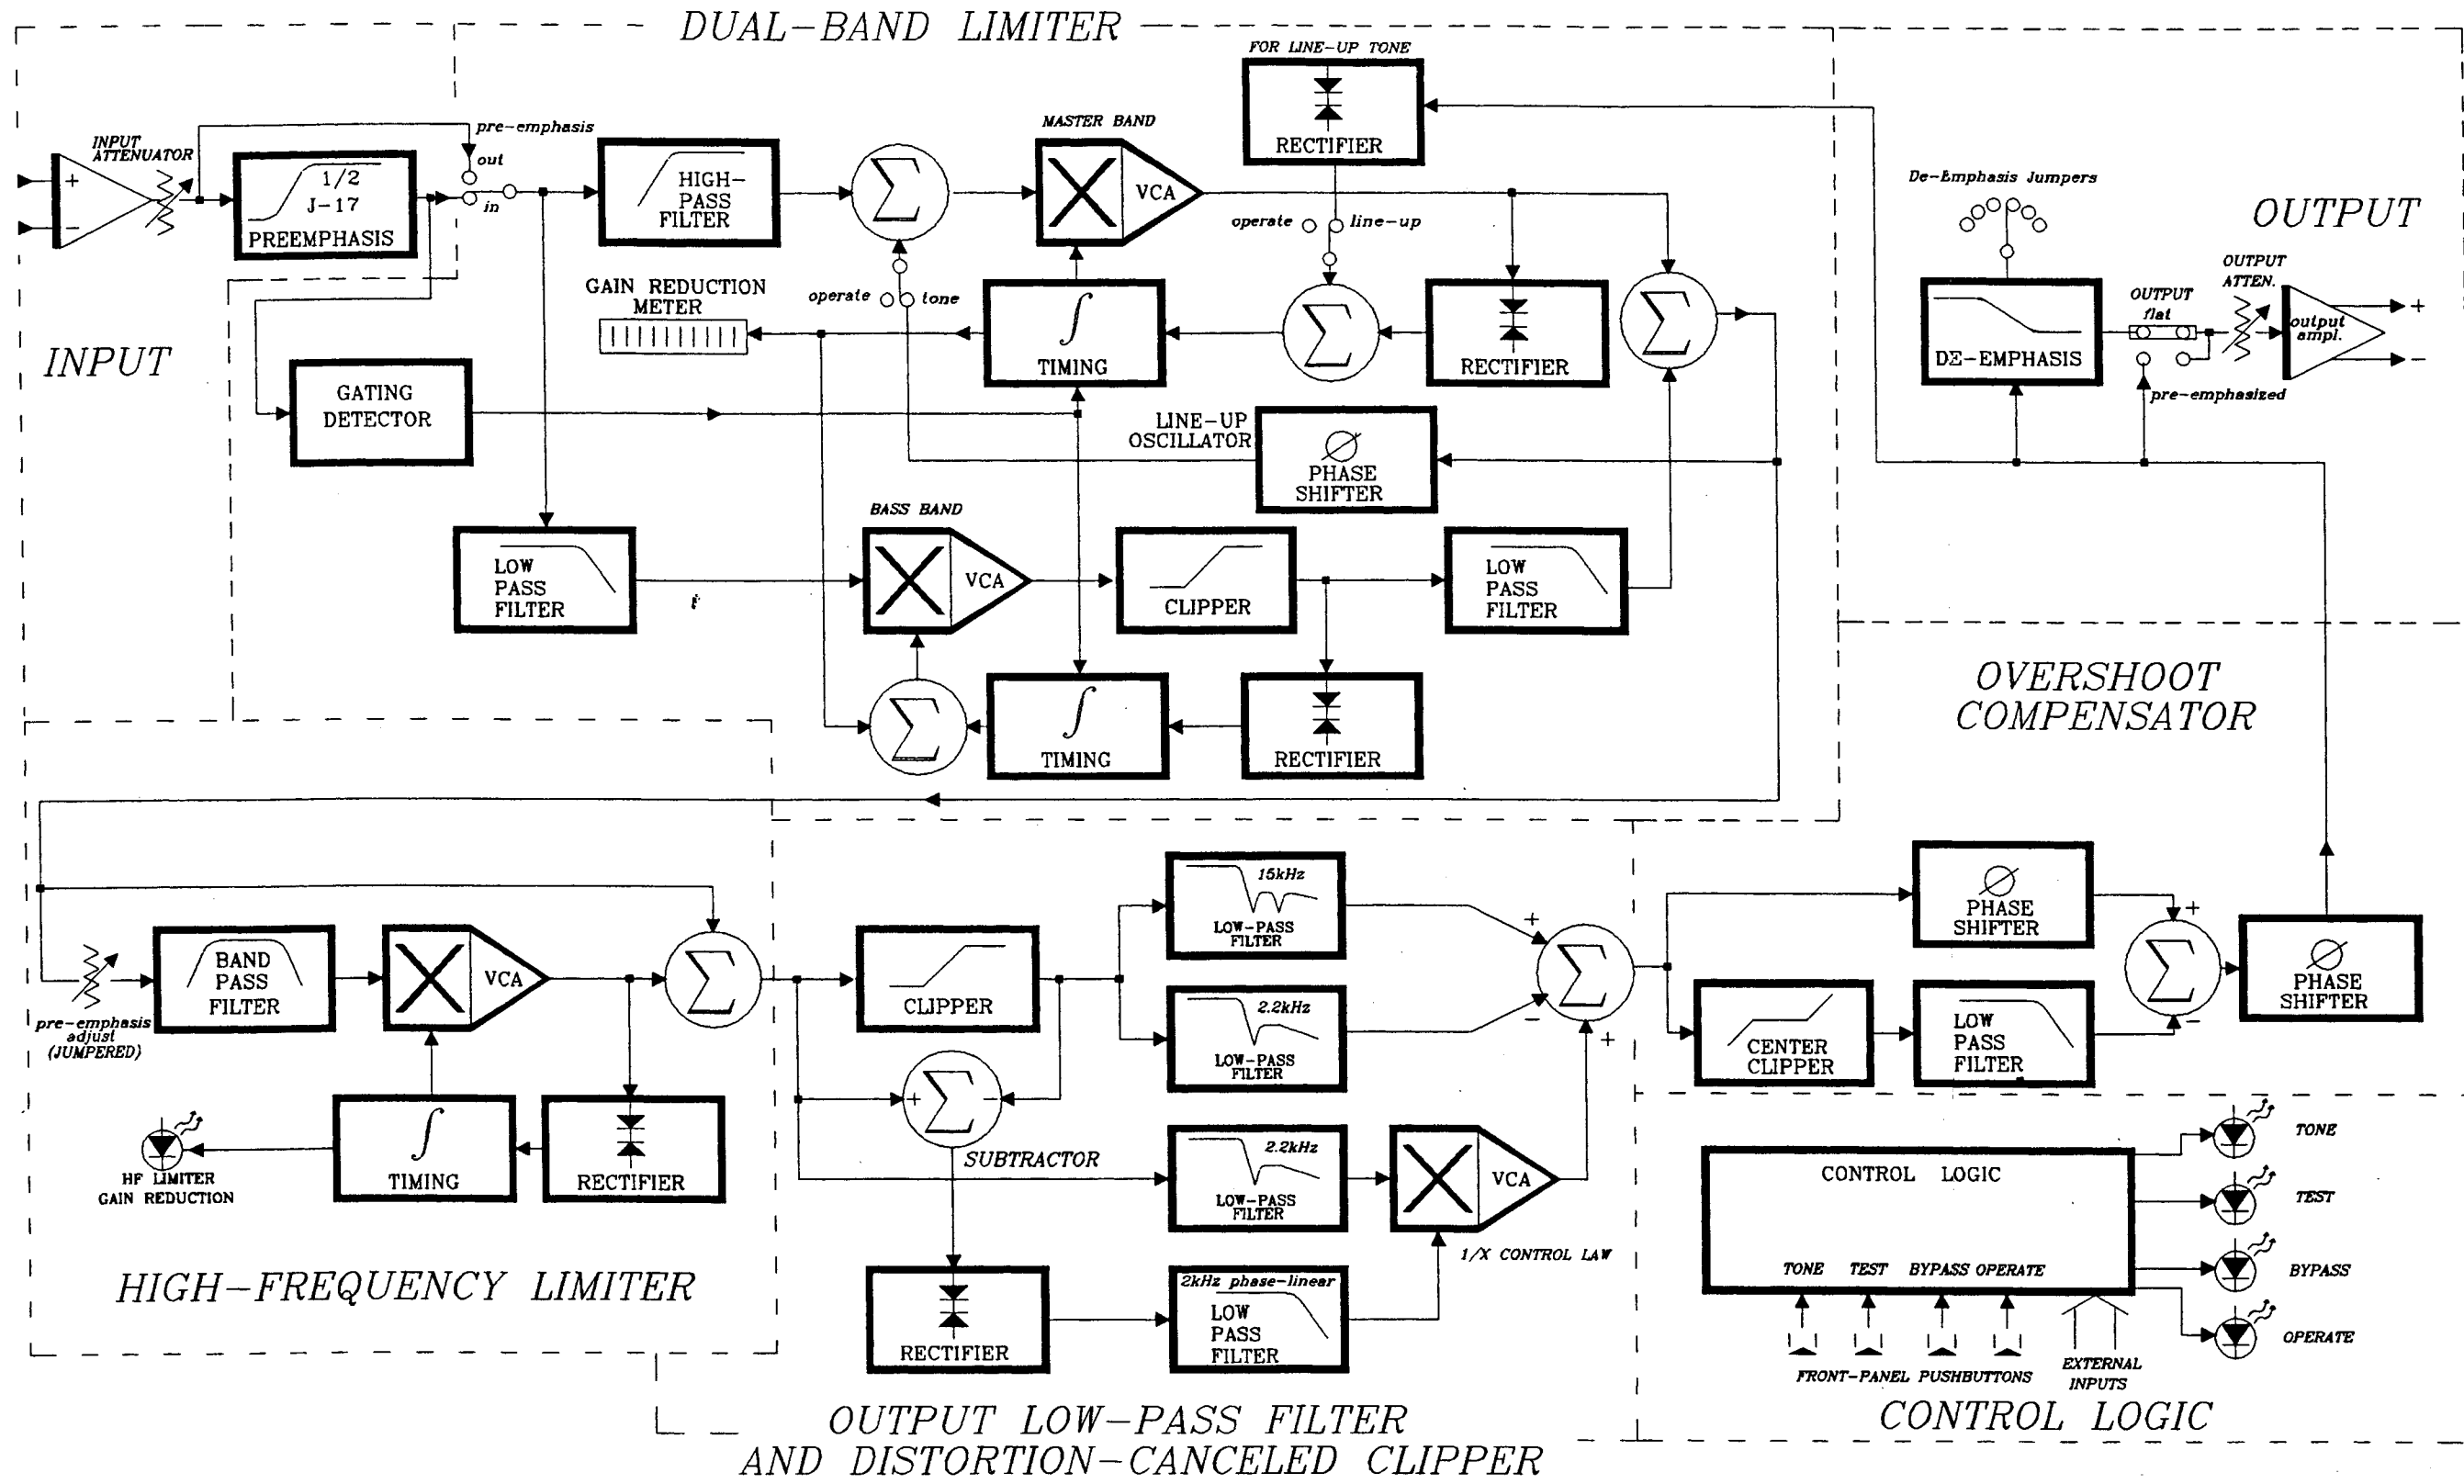 DUAL-BAND LIMITER
FOR LINE-UP TONE
RECTIFIER
INPUT
ATTENUATOR
+
−
1/2
J-17
PREEMPHASIS
pre-emphasis
out
in
HIGH-
PASS
FILTER
Σ
MASTER BAND
VCA
operate
line-up
GAIN REDUCTION
METER
operate
tone
∫
TIMING
Σ
RECTIFIER
Σ
INPUT
GATING
DETECTOR
LINE-UP
OSCILLATOR
∅
PHASE
SHIFTER
De-Emphasis Jumpers
OUTPUT
DE-EMPHASIS
OUTPUT
flat
pre-emphasized
OUTPUT
ATTEN.
output
ampl.
+
−
LOW
PASS
FILTER
BASS BAND
VCA
CLIPPER
LOW
PASS
FILTER
Σ
∫
TIMING
RECTIFIER
OVERSHOOT
COMPENSATOR
pre-emphasis
adjust
(JUMPERED)
BAND
PASS
FILTER
VCA
Σ
HF LIMITER
GAIN REDUCTION
∫
TIMING
RECTIFIER
HIGH-FREQUENCY LIMITER
CLIPPER
15kHz
LOW-PASS
FILTER
2.2kHz
LOW-PASS
FILTER
+
−
+
Σ
+ Σ −
SUBTRACTOR
2.2kHz
LOW-PASS
FILTER
VCA
1/X CONTROL LAW
RECTIFIER
2kHz phase-linear
LOW
PASS
FILTER
OUTPUT LOW-PASS FILTER
AND DISTORTION-CANCELED CLIPPER
∅
PHASE
SHIFTER
CENTER
CLIPPER
LOW
PASS
FILTER
+
Σ
−
∅
PHASE
SHIFTER
CONTROL LOGIC
TONE TEST BYPASS OPERATE
FRONT-PANEL PUSHBUTTONS
EXTERNAL
INPUTS
TONE
TEST
BYPASS
OPERATE
CONTROL LOGIC